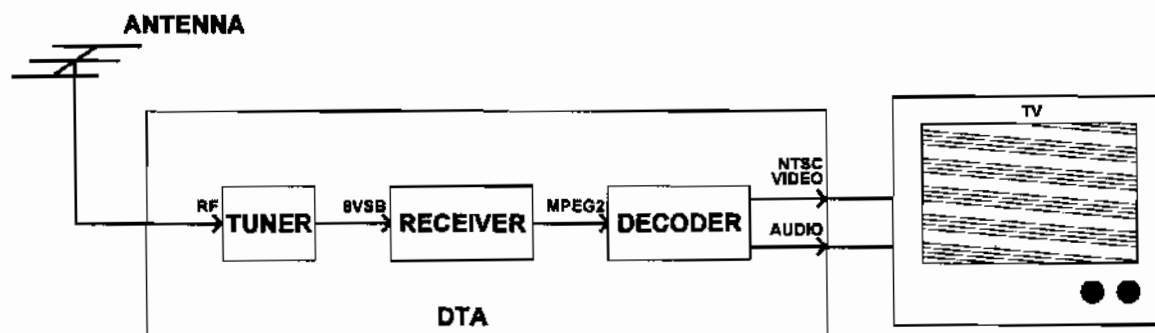 ANTENNA
TV
NTSC
VIDEO
RF
TUNER
8VSB
RECEIVER
MPEG2
DECODER
AUDIO
DTA